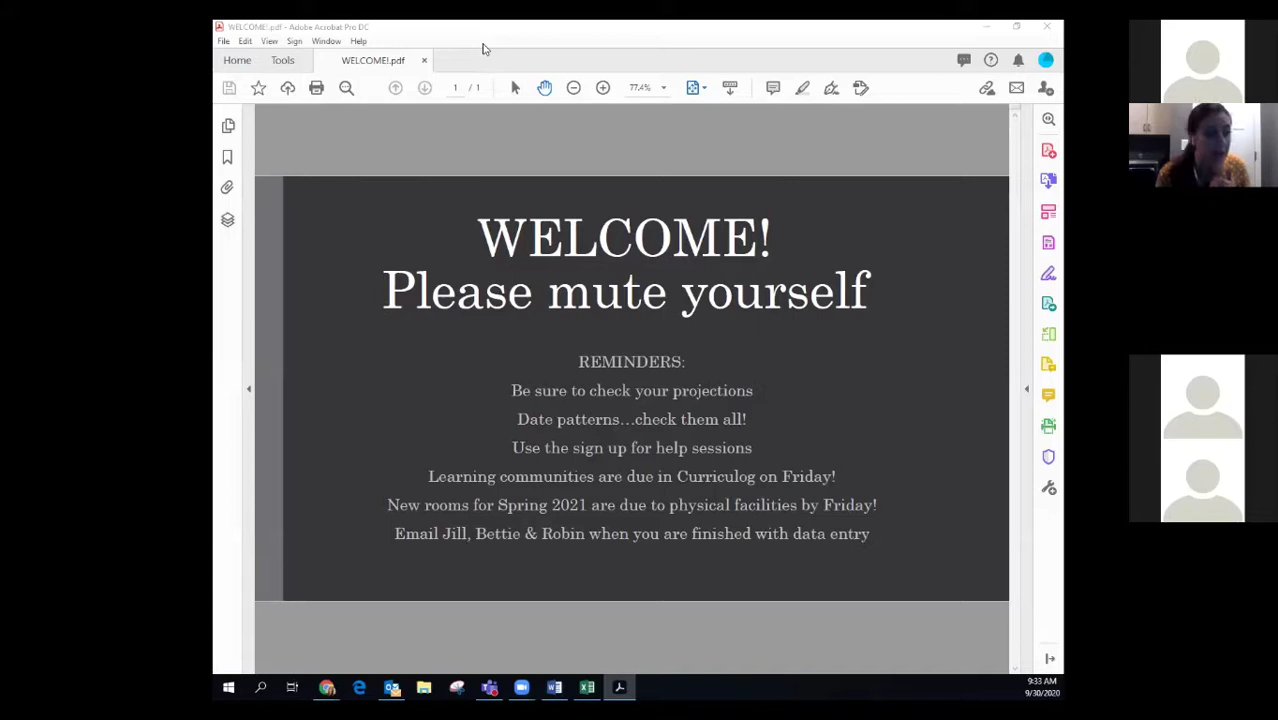 WELCOME!.pdf - Adobe Acrobat Pro DC
File Edit View Sign Window Help
Home Tools WELCOME!.pdf ×
1 / 1 77.4%
WELCOME!
Please mute yourself
REMINDERS:
Be sure to check your projections
Date patterns…check them all!
Use the sign up for help sessions
Learning communities are due in Curriculog on Friday!
New rooms for Spring 2021 are due to physical facilities by Friday!
Email Jill, Bettie & Robin when you are finished with data entry
9:33 AM
9/30/2020